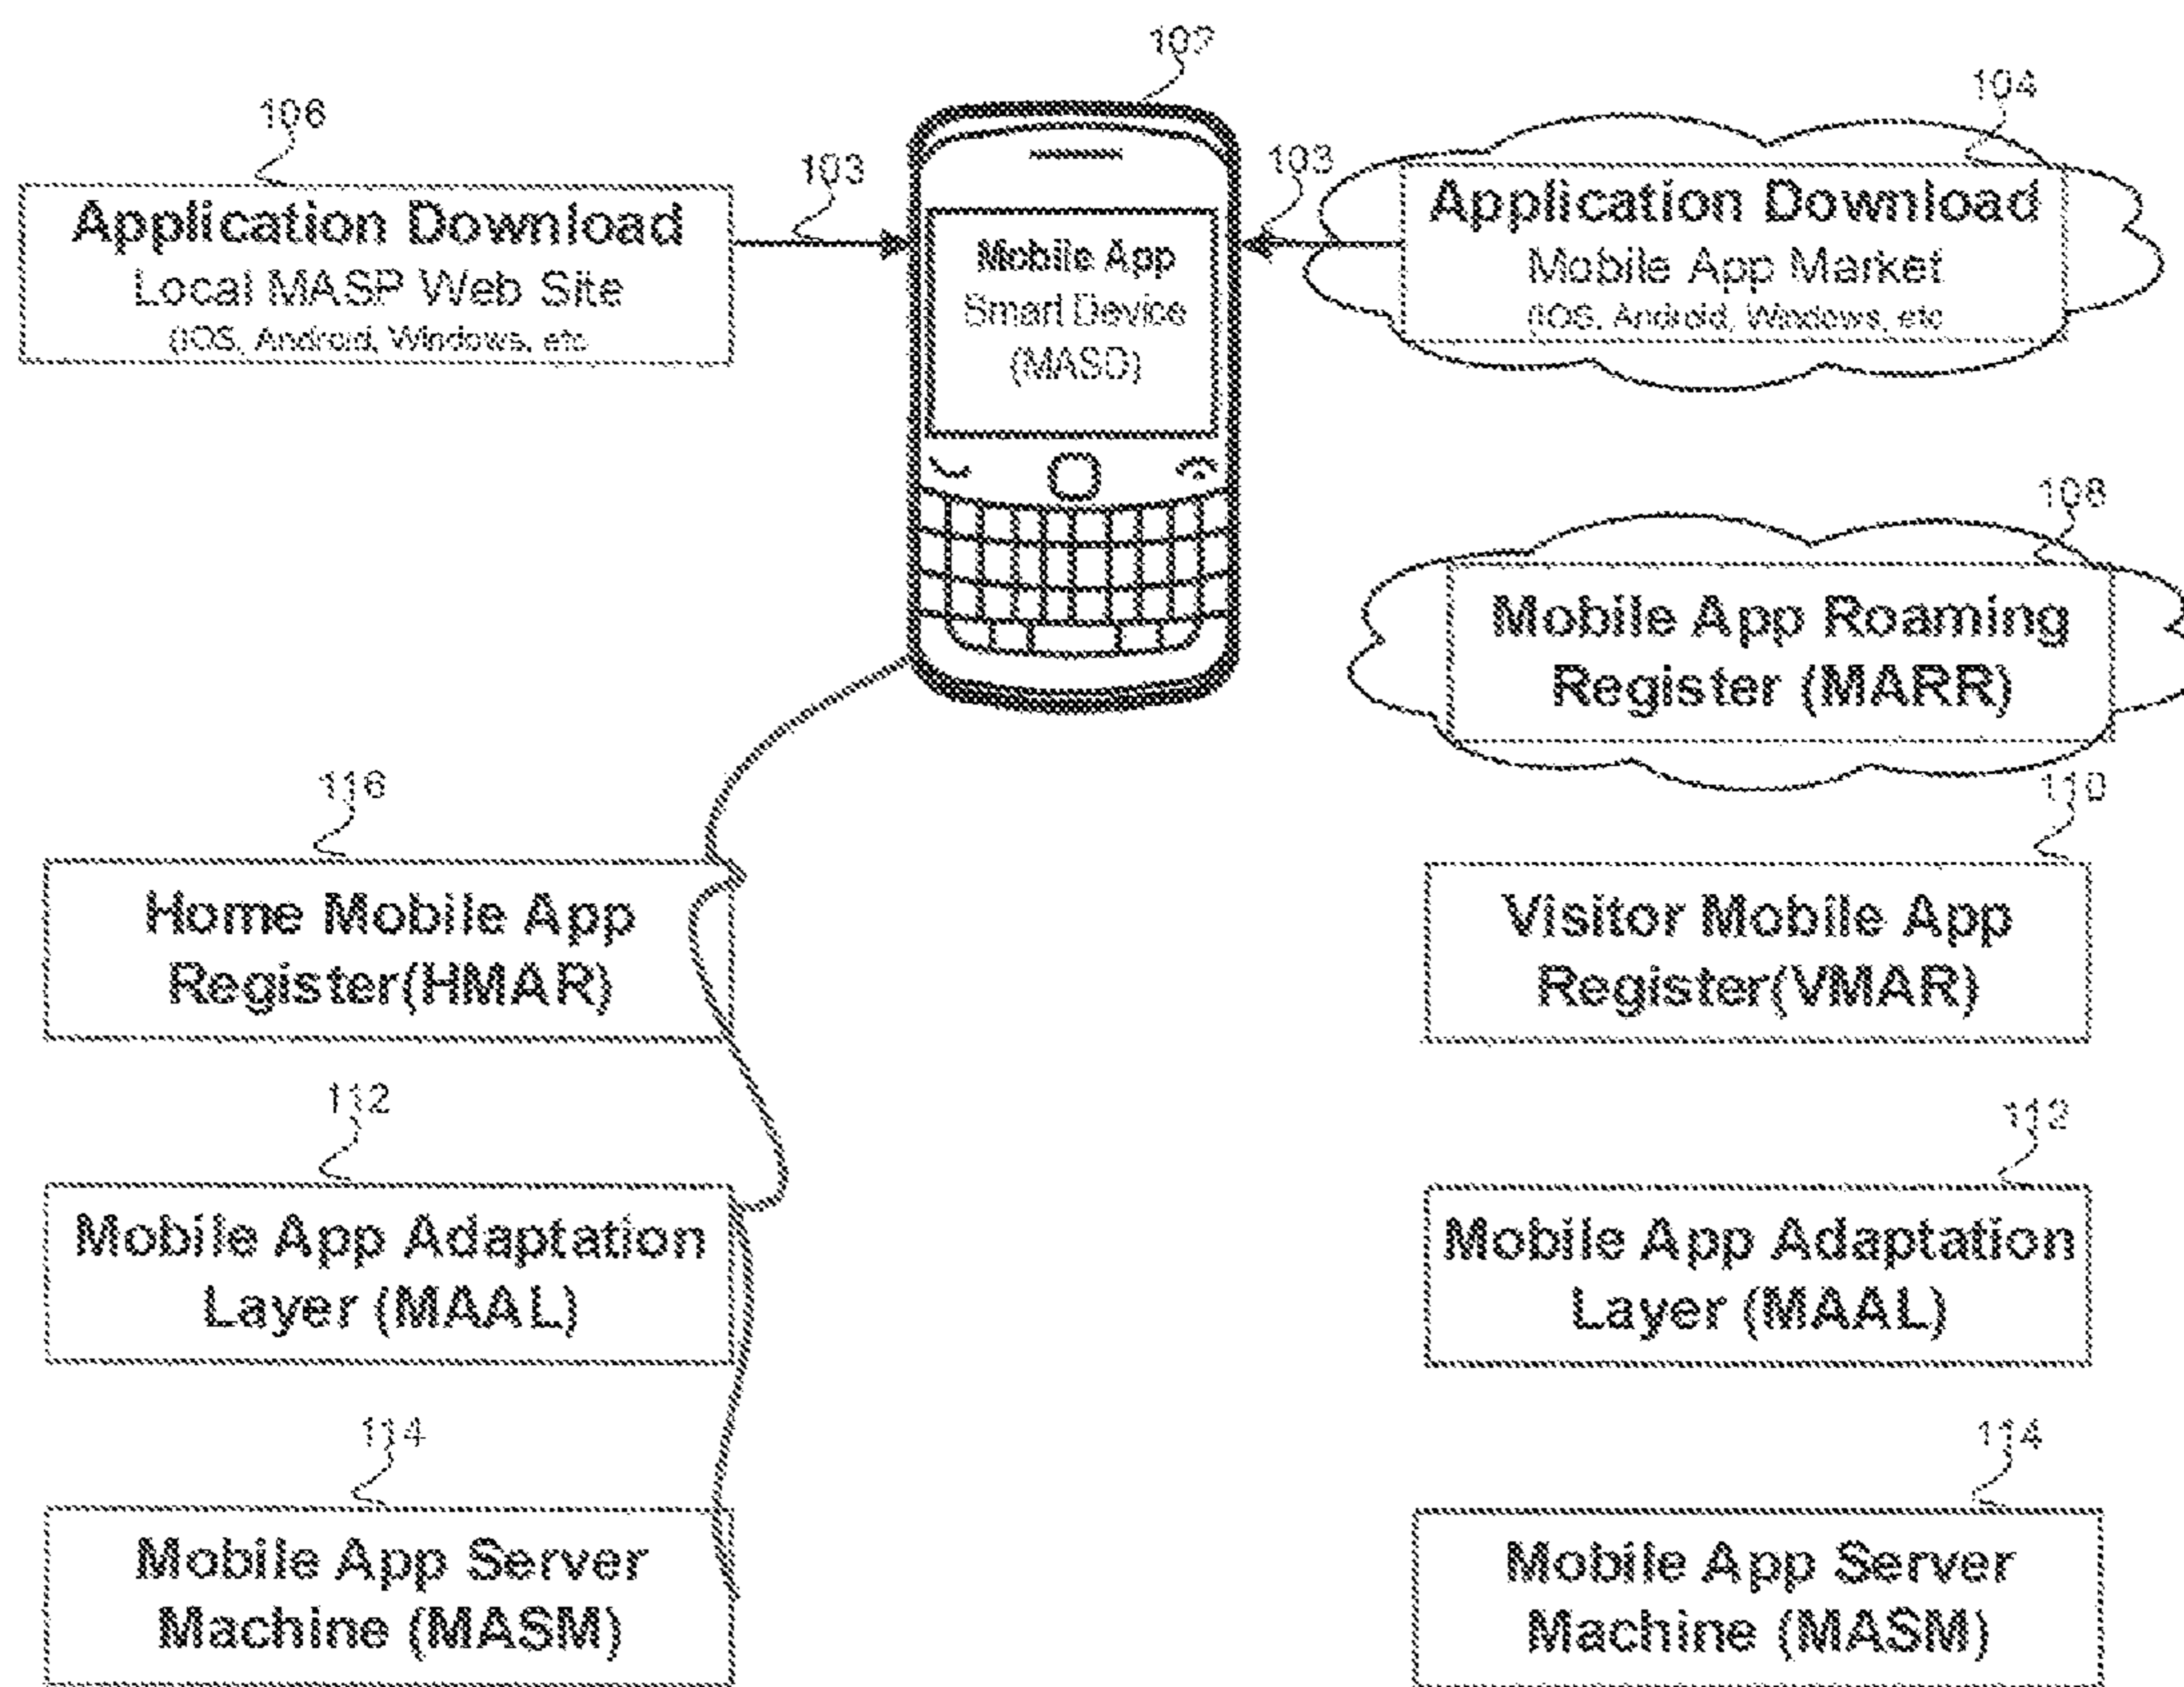 102
106
104
103
103
Application Download
Local MASP Web Site
(IOS, Android, Windows, etc
Mobile App
Smart Device
(MASD)
Application Download
Mobile App Market
(IOS, Android, Windows, etc
108
Mobile App Roaming
Register (MARR)
116
110
Home Mobile App
Register(HMAR)
Visitor Mobile App
Register(VMAR)
112
112
Mobile App Adaptation
Layer (MAAL)
Mobile App Adaptation
Layer (MAAL)
114
114
Mobile App Server
Machine (MASM)
Mobile App Server
Machine (MASM)